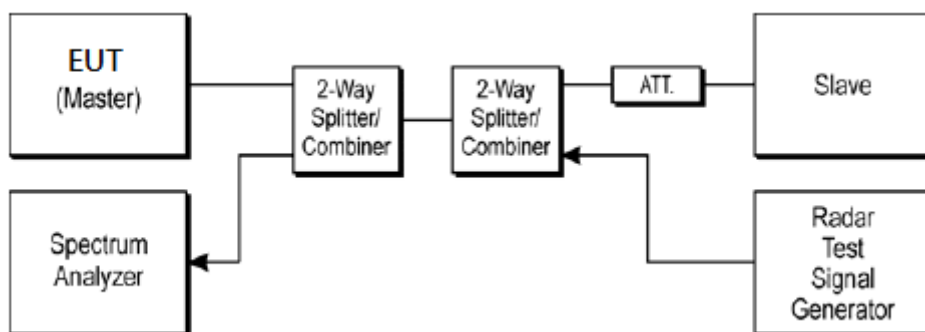 EUT
(Master)
2-Way
Splitter/
Combiner
2-Way
Splitter/
Combiner
ATT.
Slave
Spectrum
Analyzer
Radar
Test
Signal
Generator